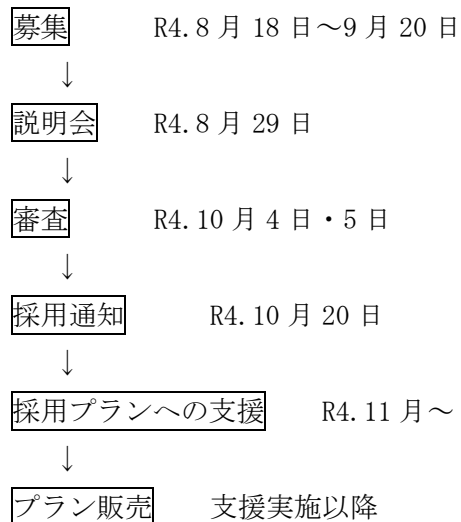 募集 R4.8月18日～9月20日
↓
説明会 R4.8月29日
↓
審査 R4.10月4日・5日
↓
採用通知 R4.10月20日
↓
採用プランへの支援 R4.11月～
↓
プラン販売 支援実施以降